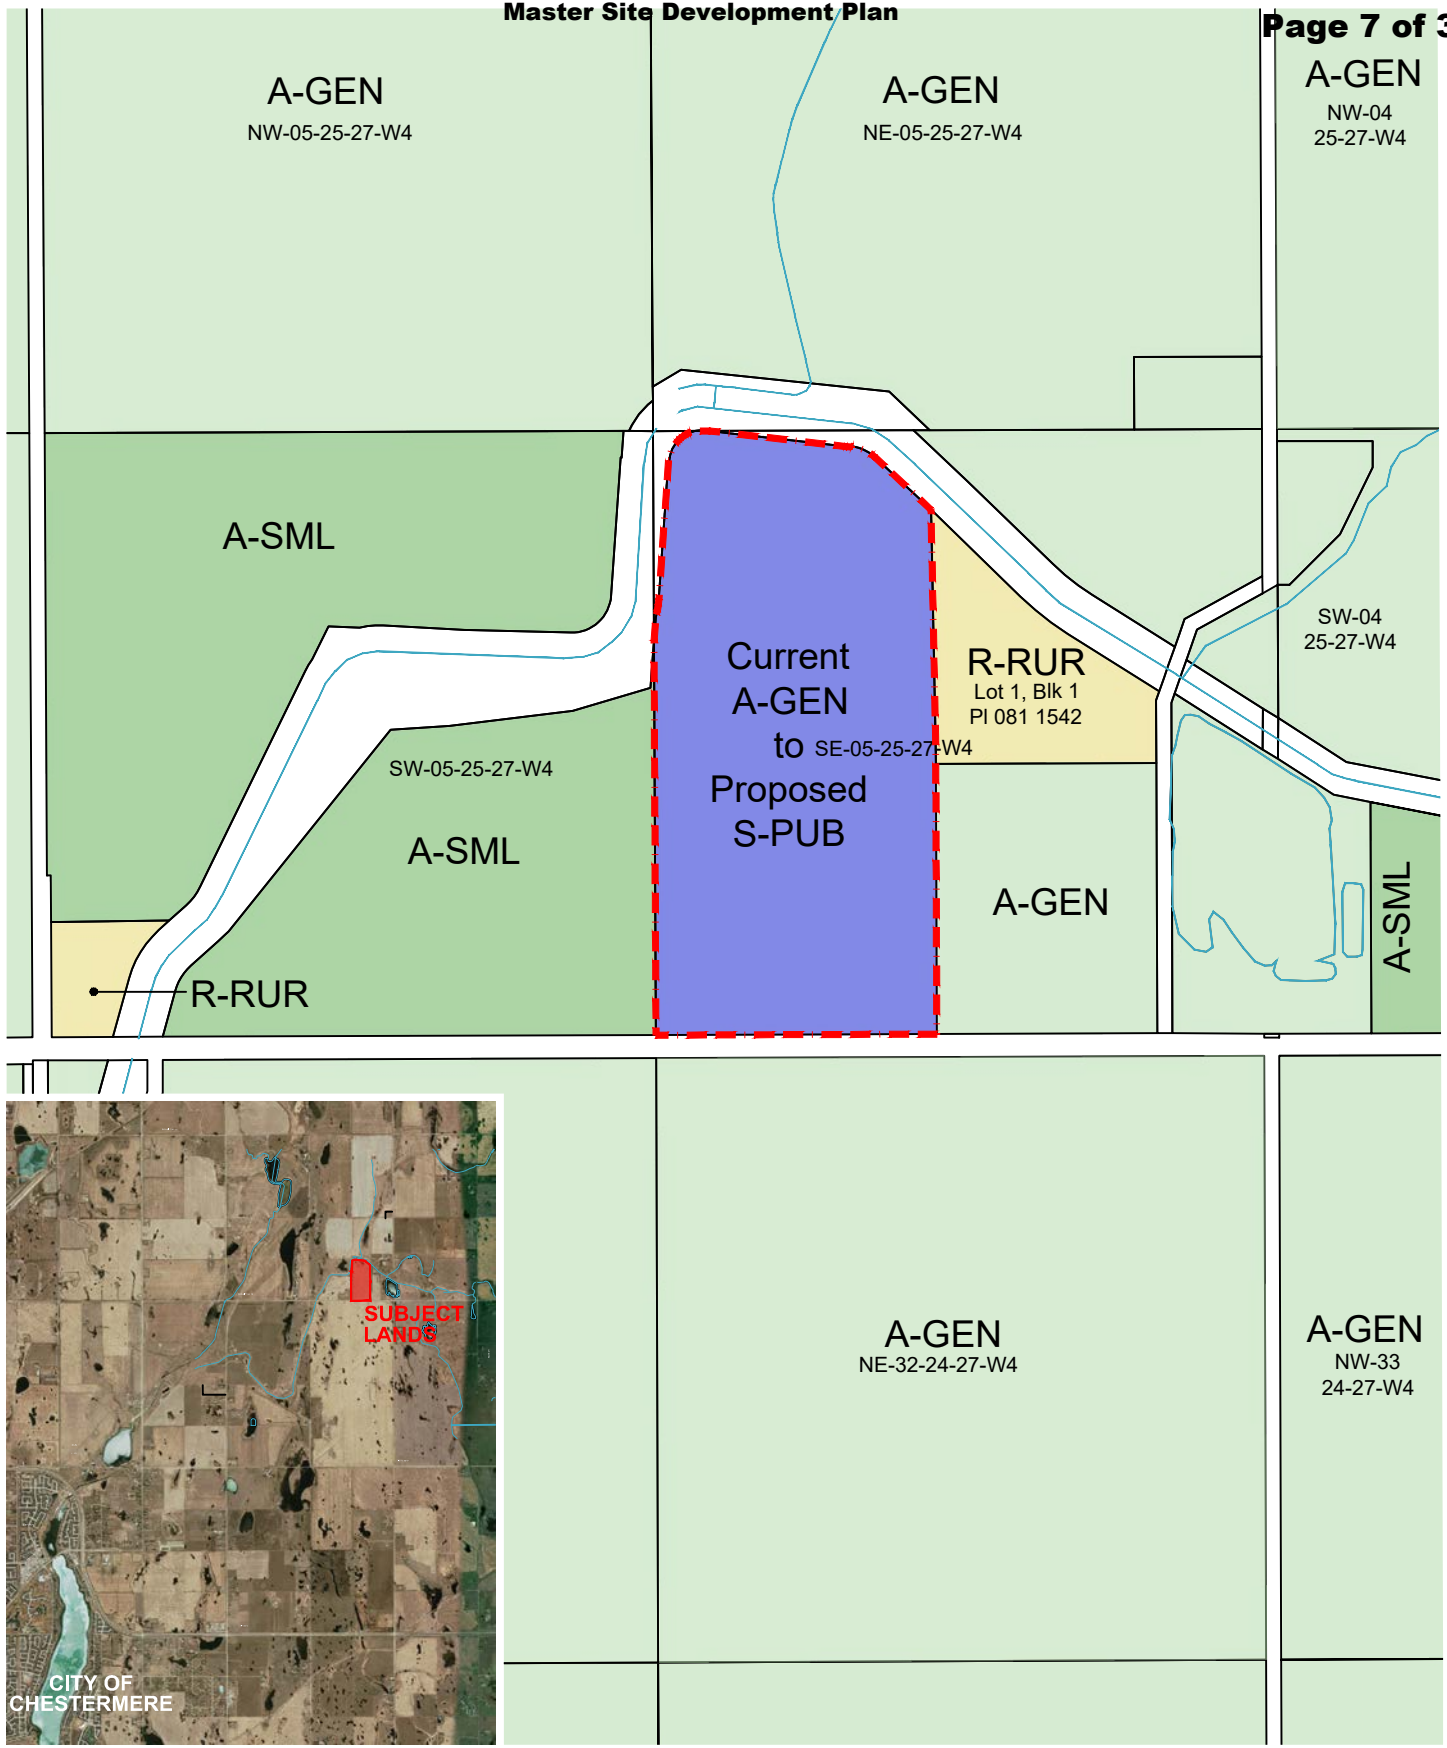 Master Site Development Plan
Page 7 of 3
A-GEN
NW-05-25-27-W4
A-GEN
NE-05-25-27-W4
A-GEN
NW-04
25-27-W4
A-SML
SW-04
25-27-W4
Current
A-GEN
to
Proposed
S-PUB
SE-05-25-27-W4
R-RUR
Lot 1, Blk 1
Pl 081 1542
SW-05-25-27-W4
A-SML
A-GEN
A-SML
R-RUR
SUBJECT
LANDS
A-GEN
NE-32-24-27-W4
A-GEN
NW-33
24-27-W4
CITY OF
CHESTERMERE